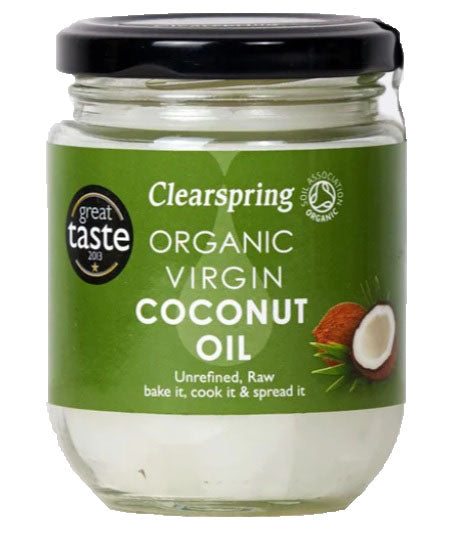 Clearspring
SOIL ASSOCIATION
ORGANIC
great
taste
2013
ORGANIC
VIRGIN
COCONUT
OIL
Unrefined, Raw
bake it, cook it & spread it